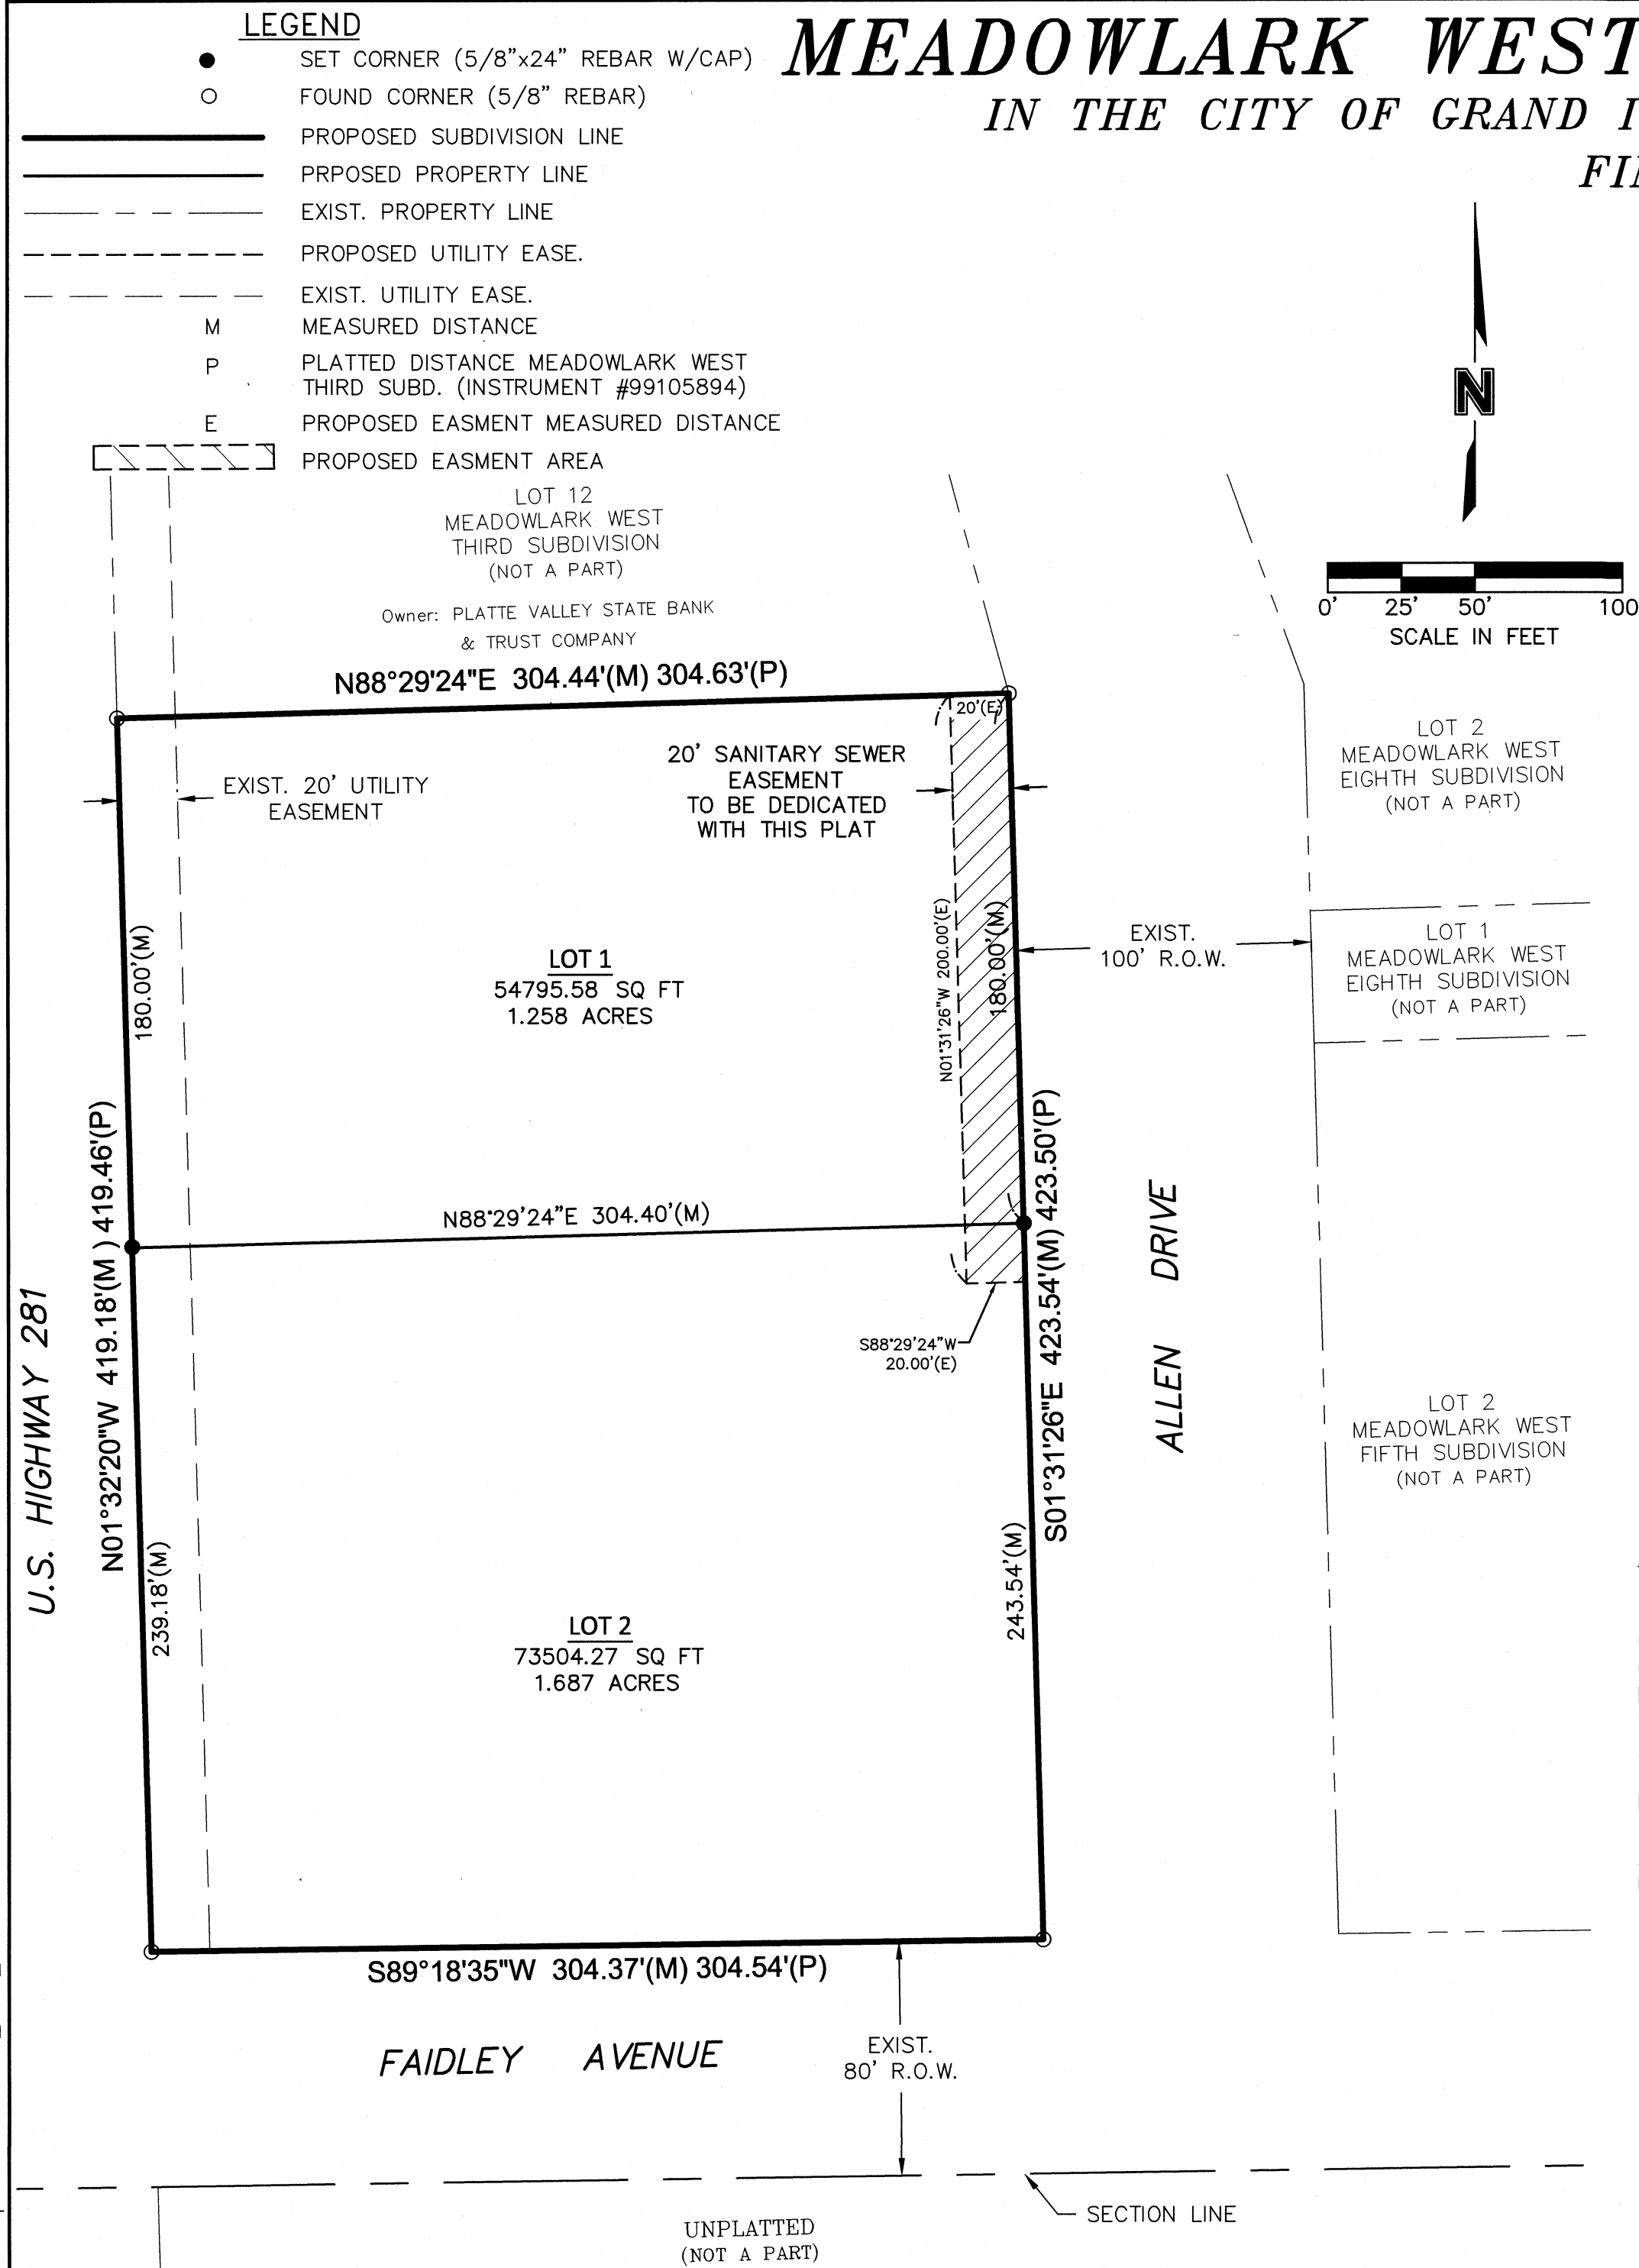 LEGEND
SET CORNER (5/8"x24" REBAR W/CAP)
FOUND CORNER (5/8" REBAR)
PROPOSED SUBDIVISION LINE
PRPOSED PROPERTY LINE
EXIST. PROPERTY LINE
PROPOSED UTILITY EASE.
EXIST. UTILITY EASE.
M MEASURED DISTANCE
P PLATTED DISTANCE MEADOWLARK WEST
THIRD SUBD. (INSTRUMENT #99105894)
E PROPOSED EASMENT MEASURED DISTANCE
PROPOSED EASMENT AREA
MEADOWLARK WEST
IN THE CITY OF GRAND I
FIN
N
0' 25' 50' 100
SCALE IN FEET
LOT 12
MEADOWLARK WEST
THIRD SUBDIVISION
(NOT A PART)
Owner: PLATTE VALLEY STATE BANK
& TRUST COMPANY
N88°29'24"E 304.44'(M) 304.63'(P)
20'(E)
EXIST. 20' UTILITY
EASEMENT
20' SANITARY SEWER
EASEMENT
TO BE DEDICATED
WITH THIS PLAT
LOT 2
MEADOWLARK WEST
EIGHTH SUBDIVISION
(NOT A PART)
180.00'(M)
LOT 1
54795.58 SQ FT
1.258 ACRES
N01°31'26"W 200.00'(E)
180.00'(M)
EXIST.
100' R.O.W.
LOT 1
MEADOWLARK WEST
EIGHTH SUBDIVISION
(NOT A PART)
N01°32'20"W 419.18'(M ) 419.46'(P)
N88°29'24"E 304.40'(M)
S01°31'26"E 423.54'(M) 423.50'(P)
ALLEN DRIVE
U.S. HIGHWAY 281
S88°29'24"W
20.00'(E)
LOT 2
MEADOWLARK WEST
FIFTH SUBDIVISION
(NOT A PART)
239.18'(M)
243.54'(M)
LOT 2
73504.27 SQ FT
1.687 ACRES
S89°18'35"W 304.37'(M) 304.54'(P)
FAIDLEY AVENUE
EXIST.
80' R.O.W.
SECTION LINE
UNPLATTED
(NOT A PART)